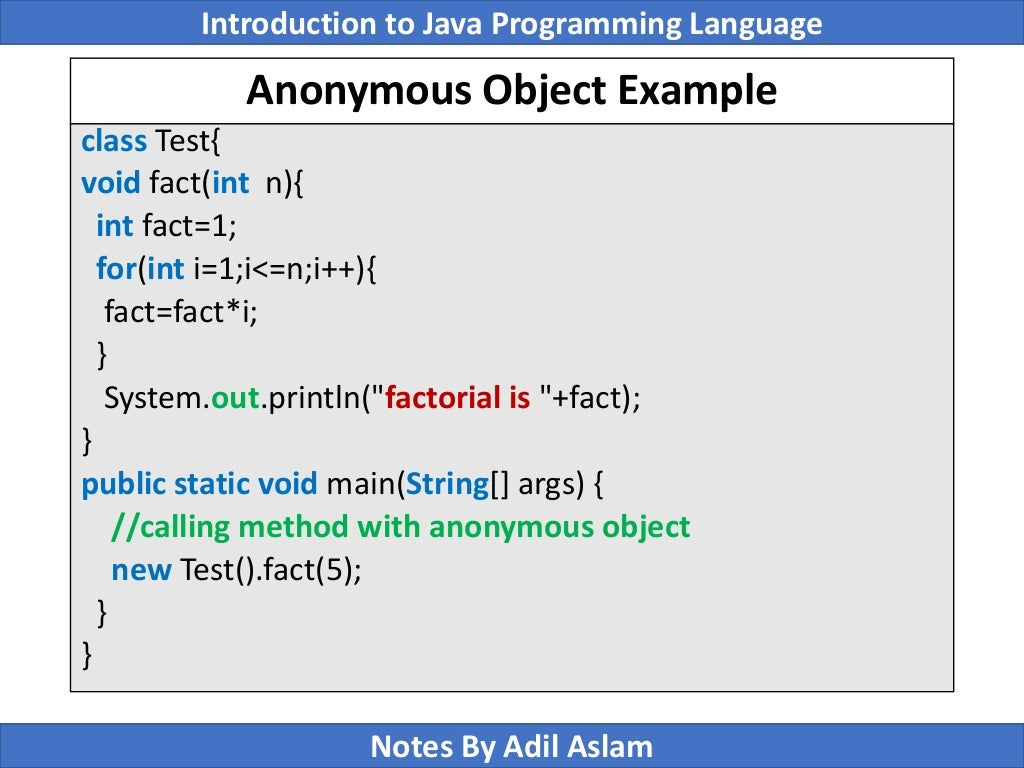 Introduction to Java Programming Language
Anonymous Object Example
class Test{
void fact(int  n){
int fact=1;
for(int i=1;i<=n;i++){
fact=fact*i;
}
System.out.println("factorial is "+fact);
}
public static void main(String[] args) {
//calling method with anonymous object
new Test().fact(5);
}
}
Notes By Adil Aslam